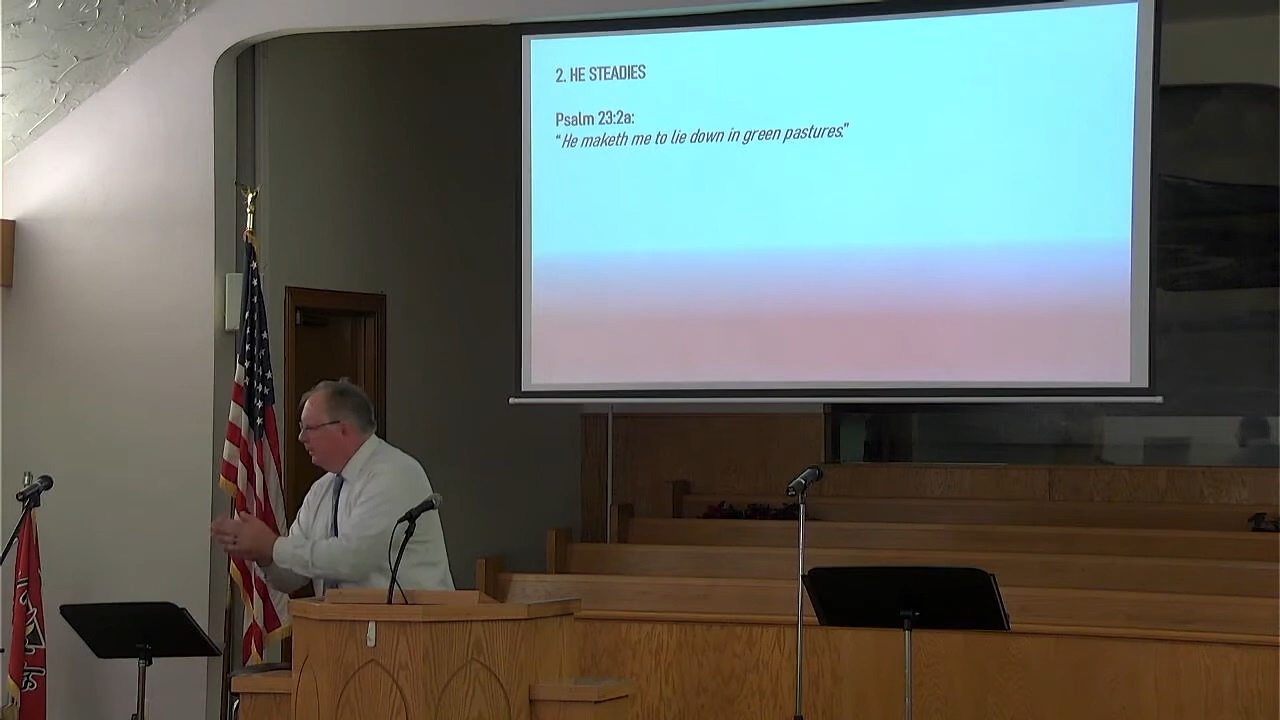 2. HE STEADIES
Psalm 23:2a:
“He maketh me to lie down in green pastures.”